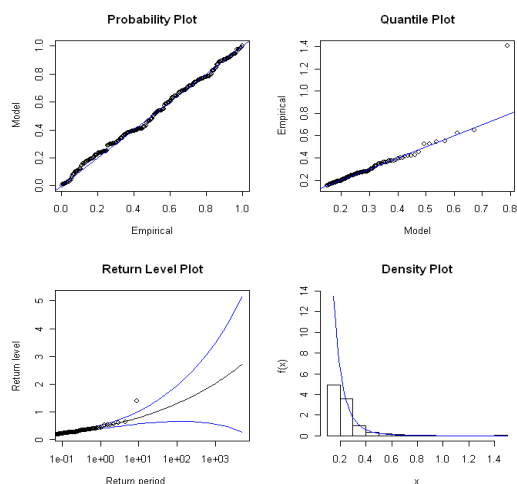 Probability Plot
Model
0.0 0.2 0.4 0.6 0.8 1.0
0.0 0.2 0.4 0.6 0.8 1.0
Empirical
Quantile Plot
Empirical
0.2 0.4 0.6 0.8 1.0 1.2 1.4
0.2 0.3 0.4 0.5 0.6 0.7 0.8
Model
Return Level Plot
Return level
0 1 2 3 4 5
1e-01 1e+00 1e+01 1e+02 1e+03
Return period
Density Plot
f(x)
0 2 4 6 8 10 12 14
0.2 0.4 0.6 0.8 1.0 1.2 1.4
x